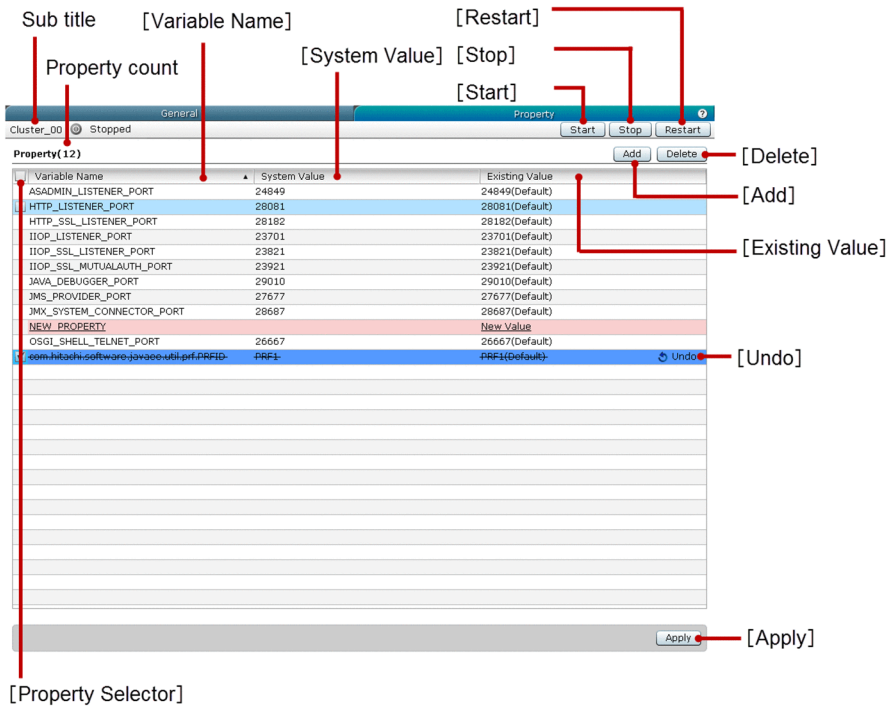 Sub title [Variable Name] [Restart]
Property count [System Value] [Stop]
[Start]
General Property ?
Cluster_00 Stopped Start Stop Restart
Property(12) Add Delete [Delete]
Variable Name System Value Existing Value
ASADMIN_LISTENER_PORT 24849 24849(Default)
[Add]
HTTP_LISTENER_PORT 28081 28081(Default)
HTTP_SSL_LISTENER_PORT 28182 28182(Default)
IIOP_LISTENER_PORT 23701 23701(Default)
IIOP_SSL_LISTENER_PORT 23821 23821(Default)
[Existing Value]
IIOP_SSL_MUTUALAUTH_PORT 23921 23921(Default)
JAVA_DEBUGGER_PORT 29010 29010(Default)
JMS_PROVIDER_PORT 27677 27677(Default)
JMX_SYSTEM_CONNECTOR_PORT 28687 28687(Default)
NEW_PROPERTY New Value
OSGI_SHELL_TELNET_PORT 26667 26667(Default)
com.hitachi.software.javaee.util.prf.PRFID PRF1 PRF1(Default) Undo [Undo]
Apply [Apply]
[Property Selector]